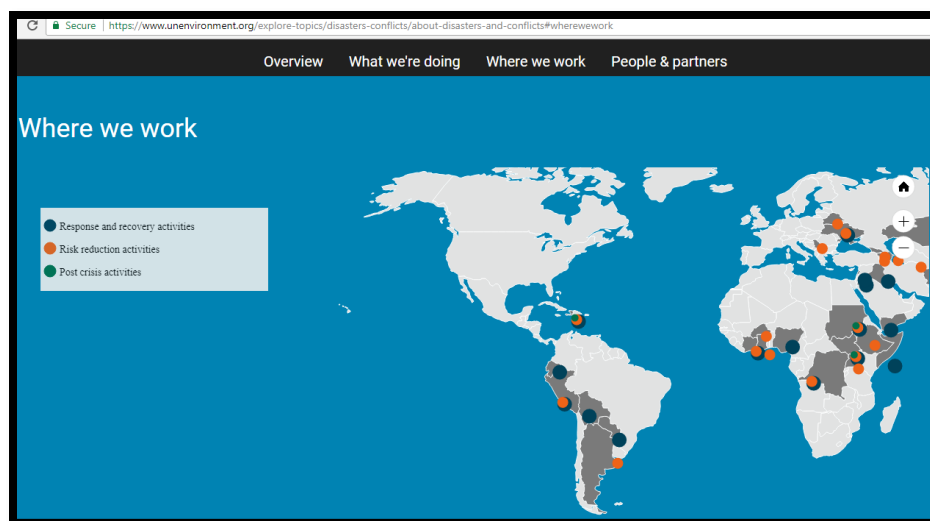 Secure | https://www.unenvironment.org/explore-topics/disasters-conflicts/about-disasters-and-conflicts#wherewework
Overview What we're doing Where we work People & partners
Where we work
Response and recovery activities
Risk reduction activities
Post crisis activities